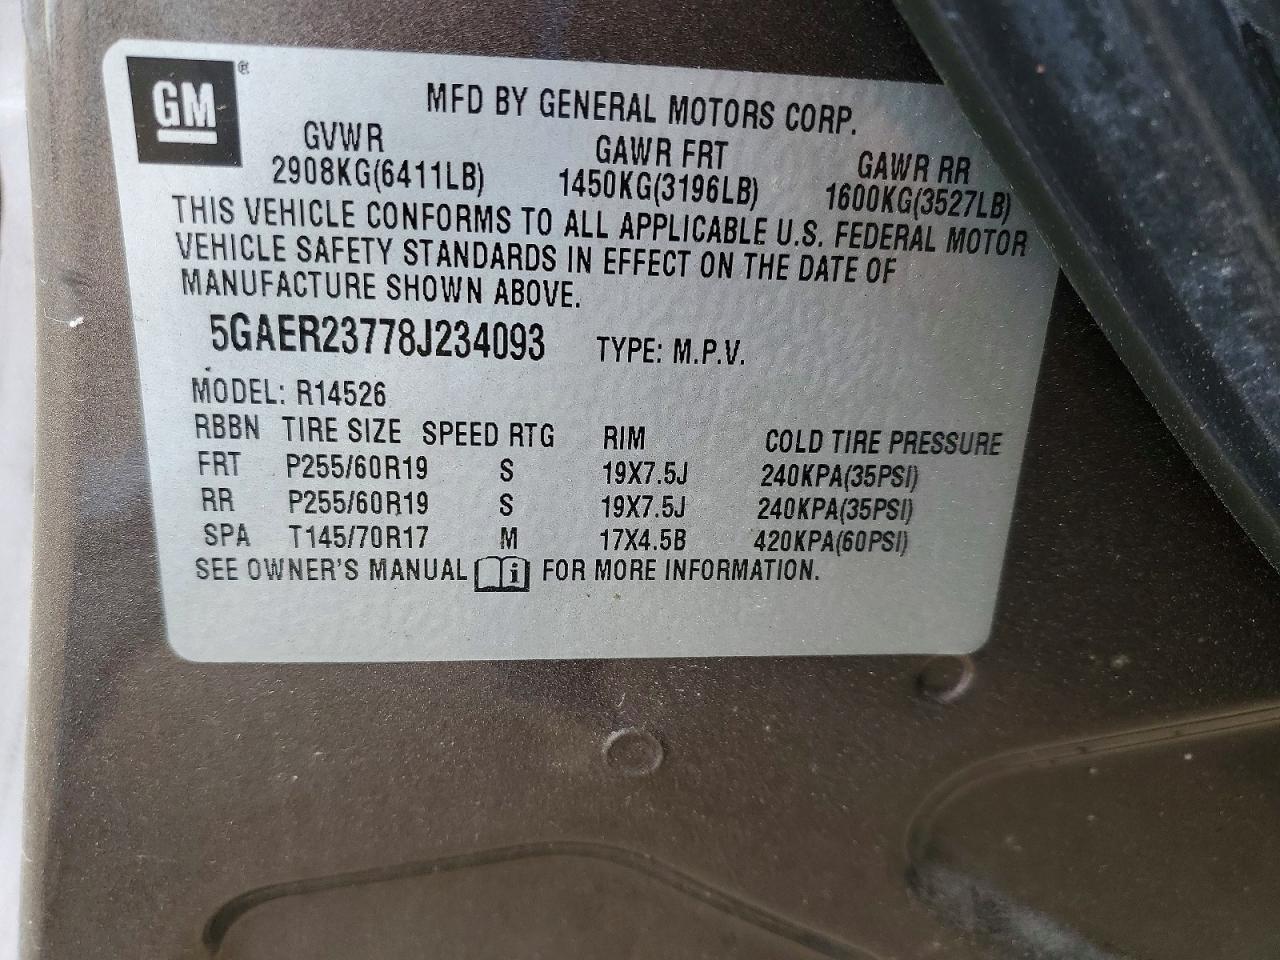 GM ®
MFD BY GENERAL MOTORS CORP.
GVWR GAWR FRT GAWR RR
2908KG(6411LB) 1450KG(3196LB) 1600KG(3527LB)
THIS VEHICLE CONFORMS TO ALL APPLICABLE U.S. FEDERAL MOTOR
VEHICLE SAFETY STANDARDS IN EFFECT ON THE DATE OF
MANUFACTURE SHOWN ABOVE.
5GAER23778J234093 TYPE: M.P.V.
MODEL: R14526
RBBN TIRE SIZE SPEED RTG RIM COLD TIRE PRESSURE
FRT P255/60R19 S 19X7.5J 240KPA(35PSI)
RR P255/60R19 S 19X7.5J 240KPA(35PSI)
SPA T145/70R17 M 17X4.5B 420KPA(60PSI)
SEE OWNER'S MANUAL i FOR MORE INFORMATION.